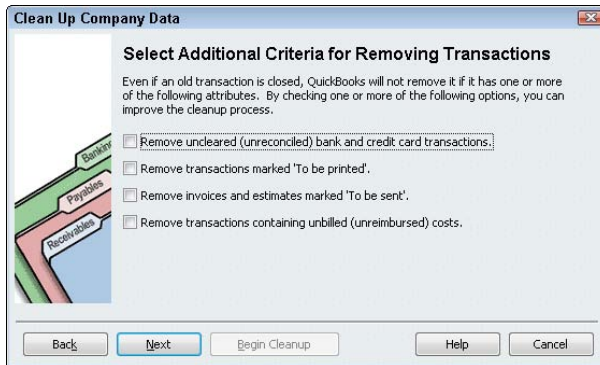 Clean Up Company Data
Select Additional Criteria for Removing Transactions
Even if an old transaction is closed, QuickBooks will not remove it if it has one or more
of the following attributes. By checking one or more of the following options, you can
improve the cleanup process.
Remove uncleared (unreconciled) bank and credit card transactions.
Remove transactions marked 'To be printed'.
Remove invoices and estimates marked 'To be sent'.
Remove transactions containing unbilled (unreimbursed) costs.
Banking
Payables
Receivables
Back Next Begin Cleanup Help Cancel